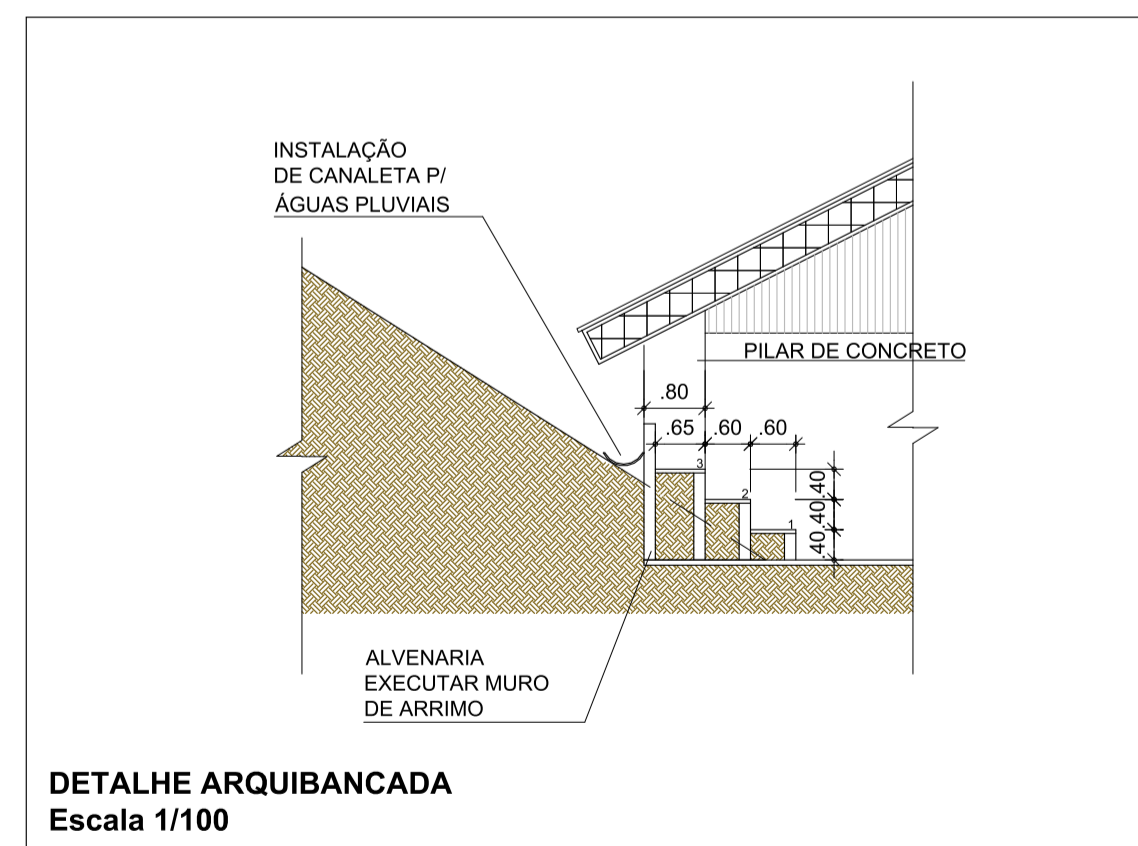 INSTALAÇÃO
DE CANALETA P/
ÁGUAS PLUVIAIS
PILAR DE CONCRETO
.80
.65 .60 .60
3
2
1
.40
.40
.40
ALVENARIA
EXECUTAR MURO
DE ARRIMO
DETALHE ARQUIBANCADA
Escala 1/100